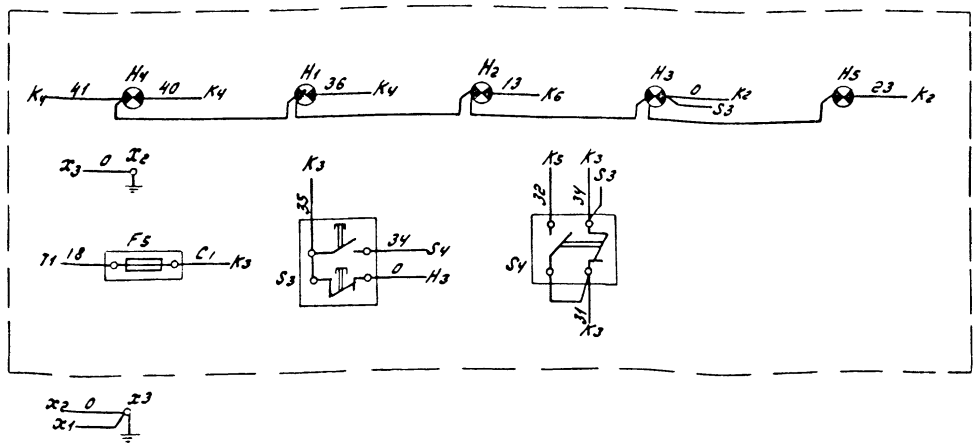 H4 H1 H2 H3 H5
K4 41 40 K4 36 K4 13 K6 0 K2 23 K2
S3
X3 0 X2
K3
35
K5 K3 S3
32 34
T1 18 F5 C1 K3
34 S4
S3 0 H3
S4
31
K3
X2 0 X3
X1